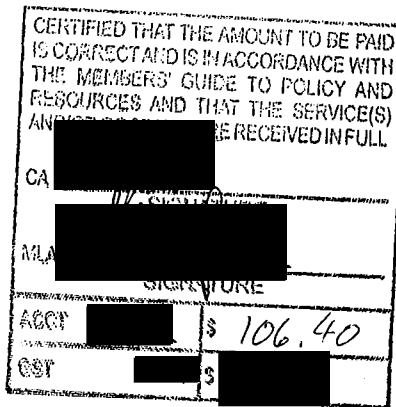 CERTIFIED THAT THE AMOUNT TO BE PAID
IS CORRECT AND IS IN ACCORDANCE WITH
THE MEMBERS' GUIDE TO POLICY AND
RESOURCES AND THAT THE SERVICE(S)
RECEIVED IN FULL
CA
MLA
SIGNATURE
ACCT $ 106.40
GST $